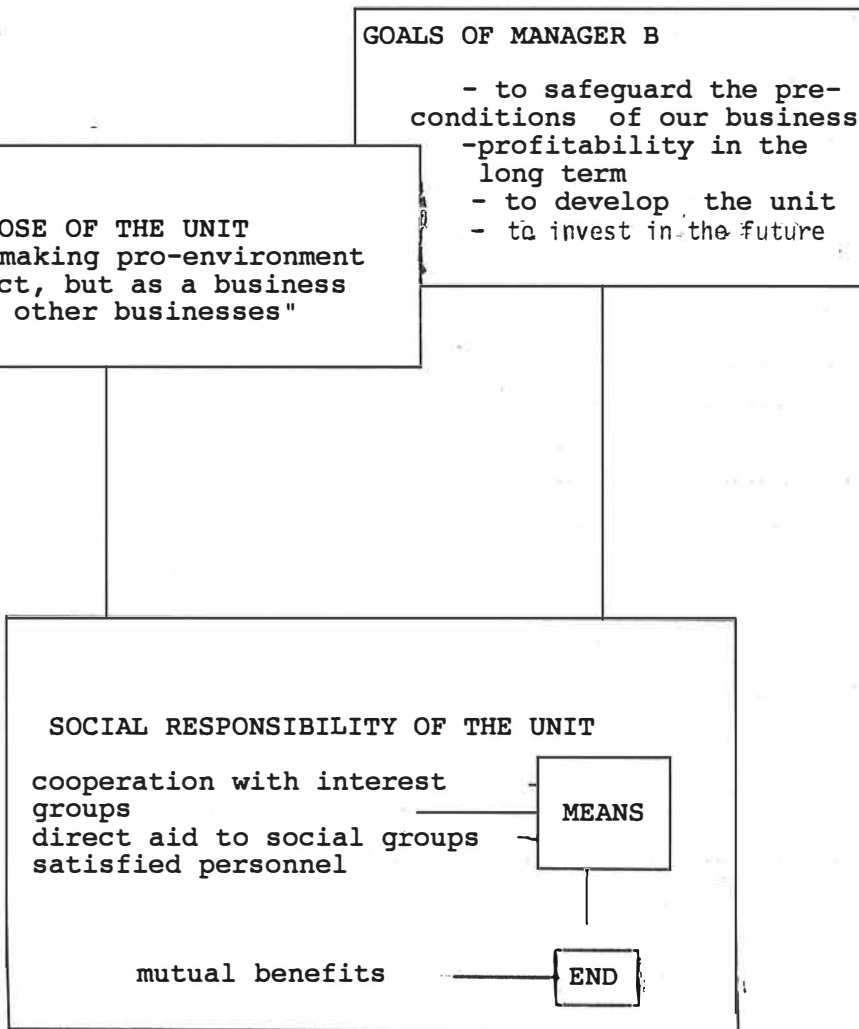 GOALS OF MANAGER B
- to safeguard the pre-
conditions of our business
-profitability in the
long term
- to develop the unit
- to invest in the future
OSE OF THE UNIT
making pro-environment
ct, but as a business
other businesses"
SOCIAL RESPONSIBILITY OF THE UNIT
cooperation with interest
groups
direct aid to social groups
satisfied personnel
MEANS
mutual benefits
END